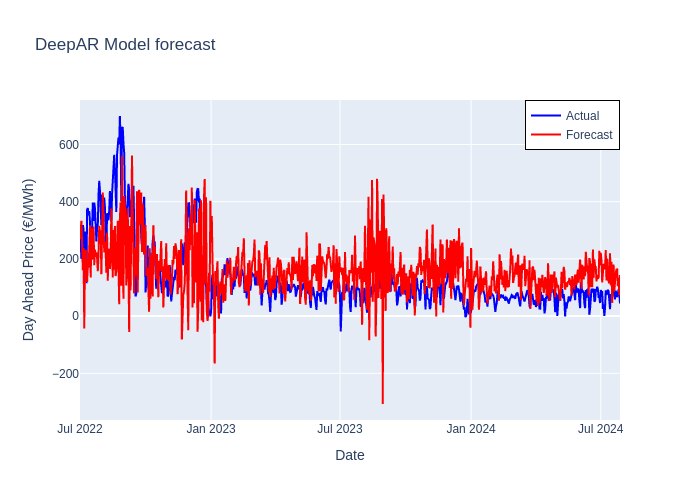 DeepAR Model forecast
Actual
Forecast
Day Ahead Price (€/MWh)
600
400
200
0
−200
Jul 2022
Jan 2023
Jul 2023
Jan 2024
Jul 2024
Date